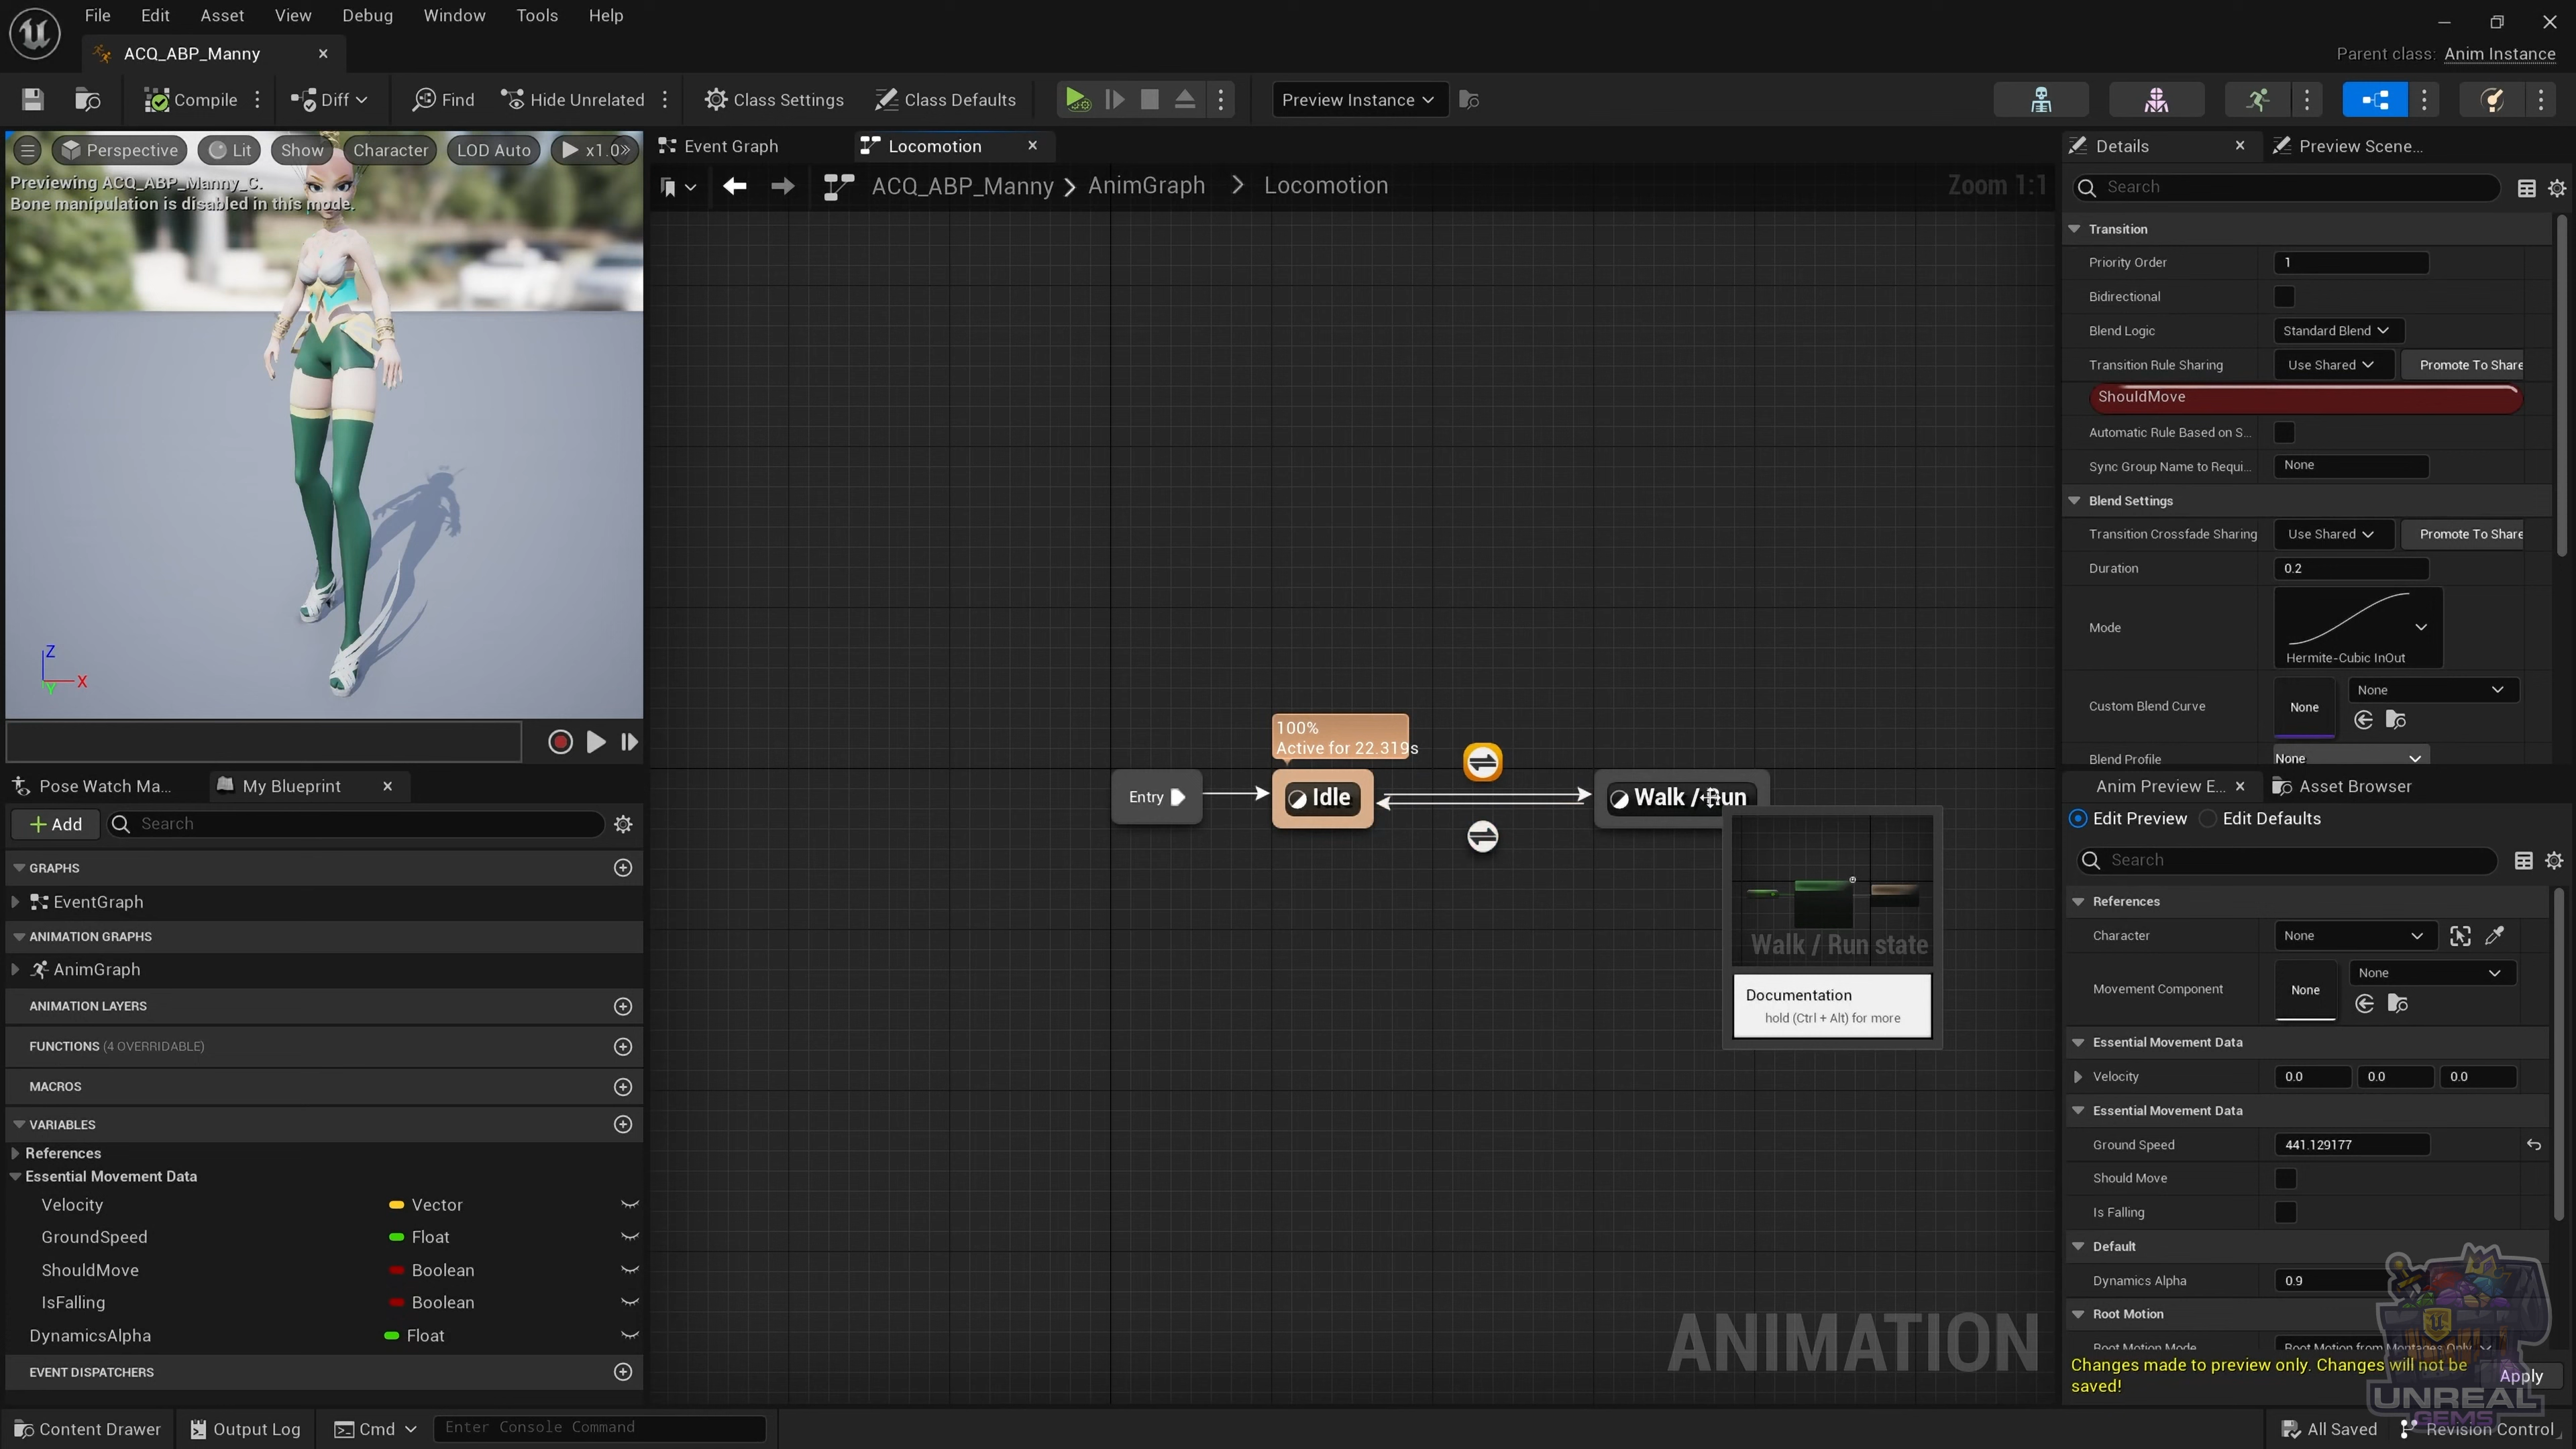 File Edit Asset View Debug Window Tools Help
ACQ_ABP_Manny
Parent class: Anim Instance
Compile Diff Find Hide Unrelated Class Settings Class Defaults Preview Instance
Perspective Lit Show Character LOD Auto x1.0
Previewing ACQ_ABP_Manny_C.
Bone manipulation is disabled in this mode.
Z
X
Y
Pose Watch Ma... My Blueprint
Add Search
GRAPHS
EventGraph
ANIMATION GRAPHS
AnimGraph
ANIMATION LAYERS
FUNCTIONS (4 OVERRIDABLE)
MACROS
VARIABLES
References
Essential Movement Data
Velocity Vector
GroundSpeed Float
ShouldMove Boolean
IsFalling Boolean
DynamicsAlpha Float
EVENT DISPATCHERS
Event Graph Locomotion
ACQ_ABP_Manny > AnimGraph > Locomotion Zoom 1:1
100%
Active for 22.319s
Entry Idle Walk / Run
Walk / Run state
Documentation
hold (Ctrl + Alt) for more
ANIMATION
Details Preview Scene...
Search
Transition
Priority Order 1
Bidirectional
Blend Logic Standard Blend
Transition Rule Sharing Use Shared Promote To Share
ShouldMove
Automatic Rule Based on S...
Sync Group Name to Requi... None
Blend Settings
Transition Crossfade Sharing Use Shared Promote To Share
Duration 0.2
Mode
Hermite-Cubic InOut
Custom Blend Curve None None
Blend Profile None
Anim Preview E... Asset Browser
Edit Preview Edit Defaults
Search
References
Character None
Movement Component None None
Essential Movement Data
Velocity 0.0 0.0 0.0
Essential Movement Data
Ground Speed 441.129177
Should Move
Is Falling
Default
Dynamics Alpha 0.9
Root Motion
Root Motion Mode Root Motion from Montages Only
Changes made to preview only. Changes will not be
saved!
Apply
UNREAL
GEMS
Content Drawer Output Log Cmd Enter Console Command
All Saved Revision Control